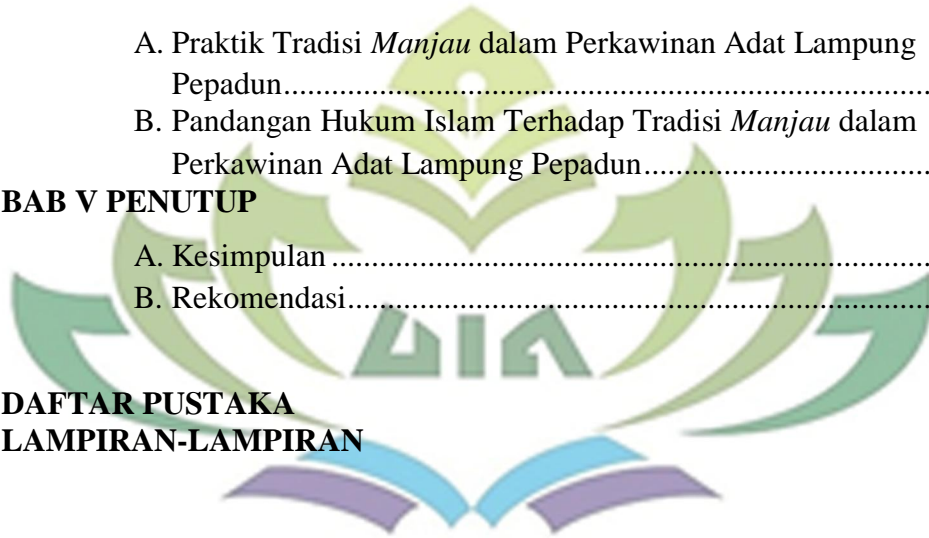 A. Praktik Tradisi Manjau dalam Perkawinan Adat Lampung
Pepadun..........................................................................
B. Pandangan Hukum Islam Terhadap Tradisi Manjau dalam
Perkawinan Adat Lampung Pepadun.................................
BAB V PENUTUP
A. Kesimpulan ......................................................................
B. Rekomendasi....................................................................
UIN
DAFTAR PUSTAKA
LAMPIRAN-LAMPIRAN